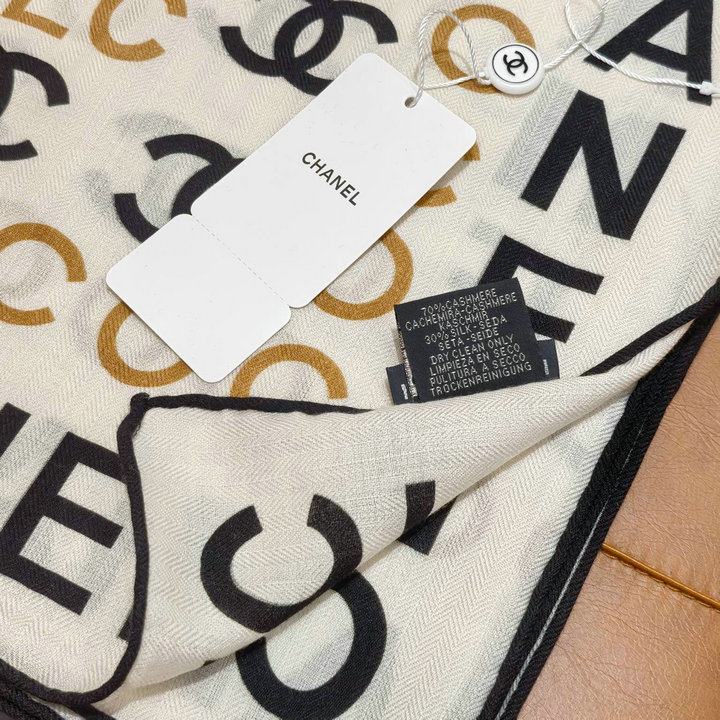 CHANEL
70%CASHMERE
CACHEMIRA-CASHMERE
KASCHMIR
30% SILK-SEDA
SETA-SEIDE
DRY CLEAN ONLY
LIMPIEZA EN SECO
PULITURA A SECCO
TROCKENREINIGUNG
E C
C
O
A
N
E
C
O
C
O
C
N
E
C
O